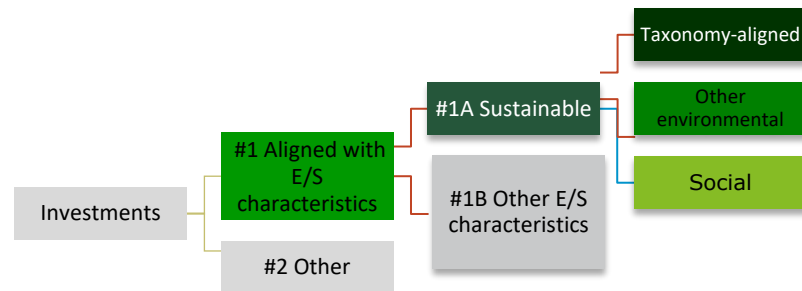 Taxonomy-aligned
#1A Sustainable
Other
environmental
#1 Aligned with
E/S
characteristics
#1B Other E/S
characteristics
Social
Investments
#2 Other